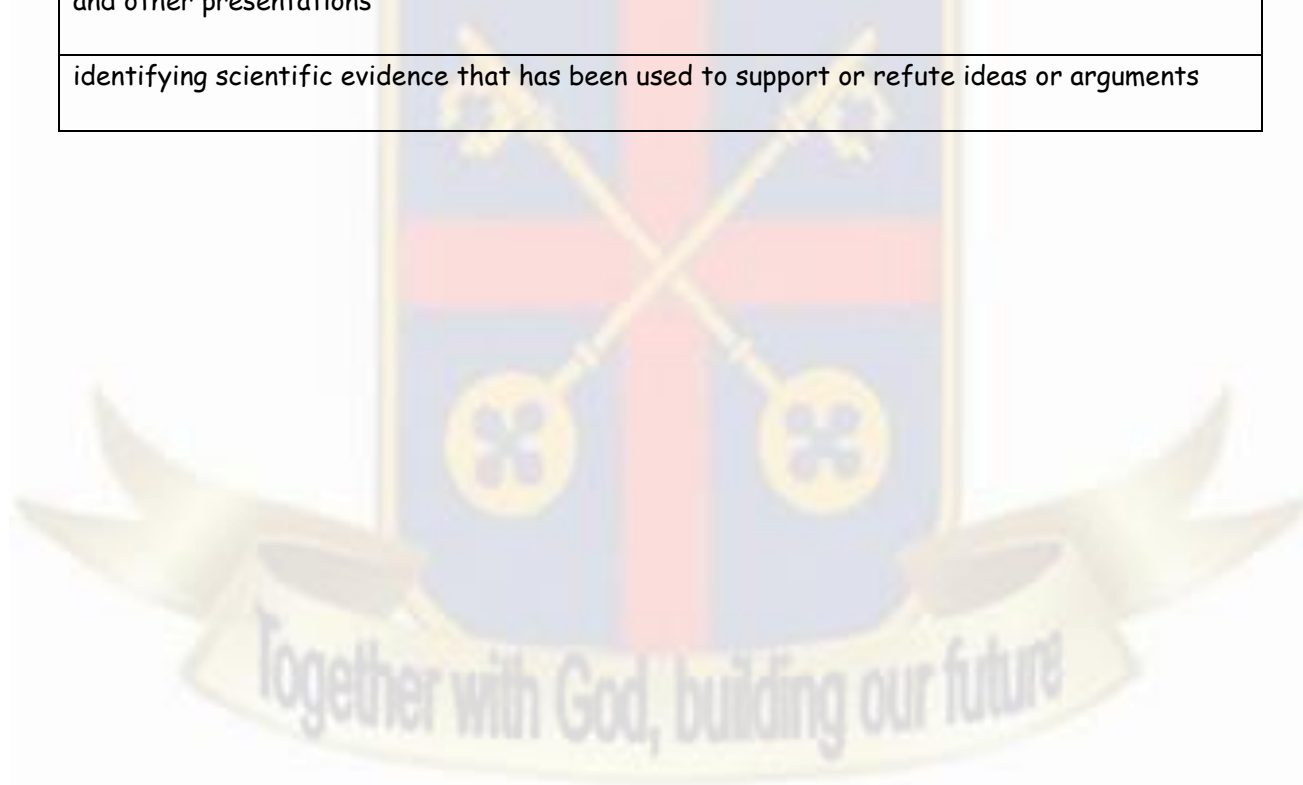 and other presentations
identifying scientific evidence that has been used to support or refute ideas or arguments
Together with God, building our future